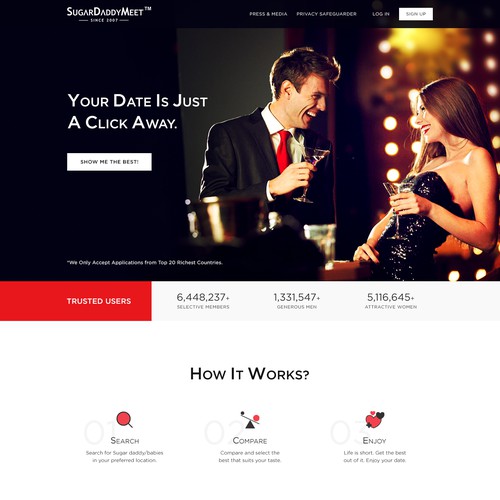 SugarDaddyMeet™
SINCE 2007
PRESS & MEDIA PRIVACY SAFEGUARDER LOG IN SIGN UP
Your Date Is Just
A Click Away.
SHOW ME THE BEST!
*We Only Accept Applications from Top 20 Richest Countries.
TRUSTED USERS
6,448,237+
SELECTIVE MEMBERS
1,331,547+
GENEROUS MEN
5,116,645+
ATTRACTIVE WOMEN
How It Works?
01
Search
Search for Sugar daddy/babies
in your preferred location.
02
Compare
Compare and select the
best that suits your taste.
03
Enjoy
Life is short. Get the best
out of it. Enjoy your date.